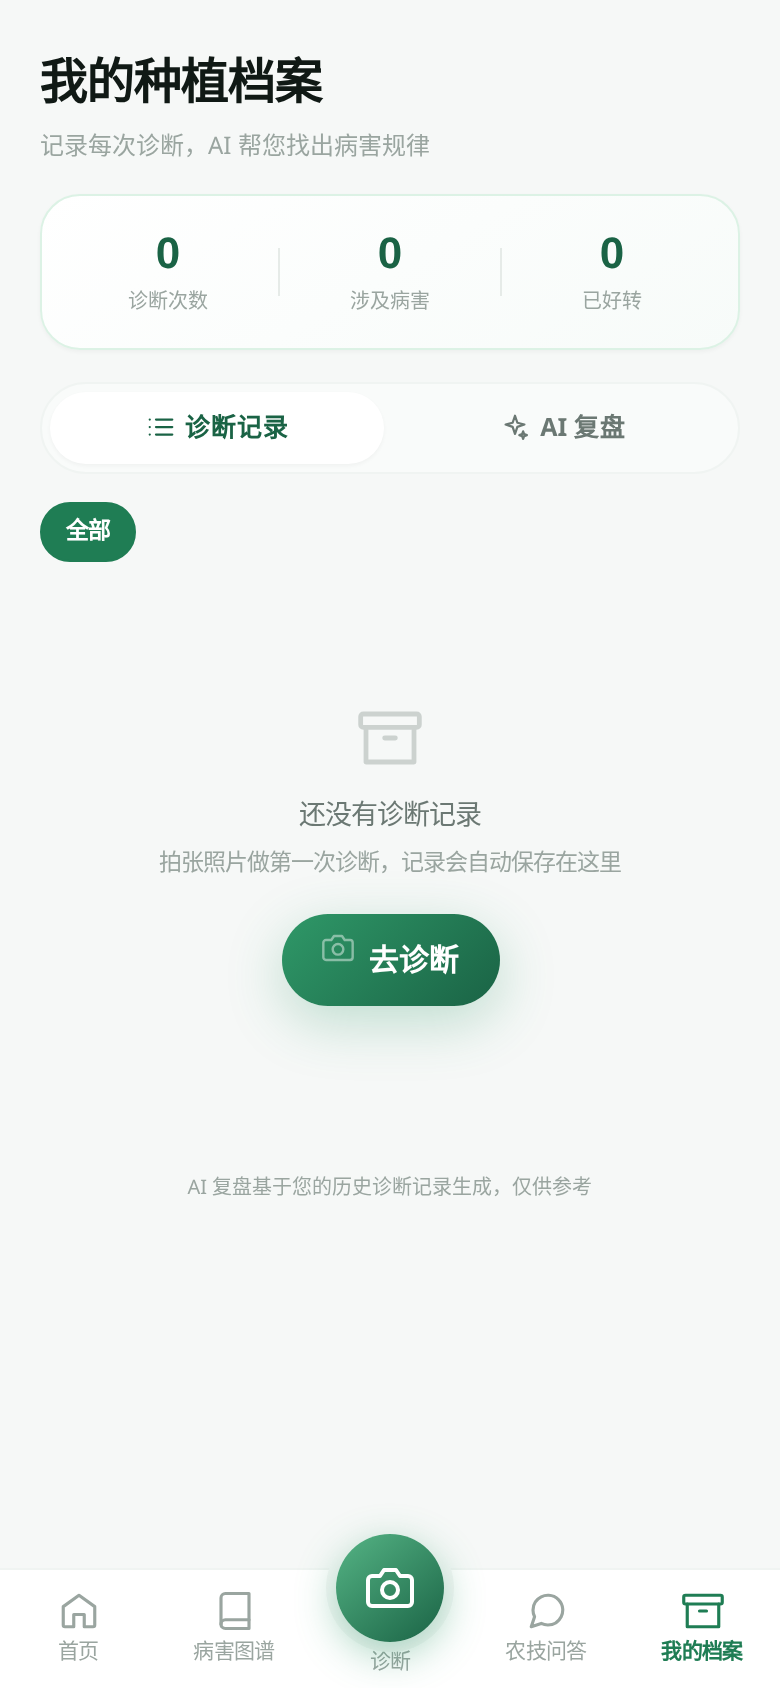 我的种植档案
记录每次诊断，AI 帮您找出病害规律
0
诊断次数
0
涉及病害
0
已好转
诊断记录
AI 复盘
全部
还没有诊断记录
拍张照片做第一次诊断，记录会自动保存在这里
去诊断
AI 复盘基于您的历史诊断记录生成，仅供参考
首页
病害图谱
诊断
农技问答
我的档案